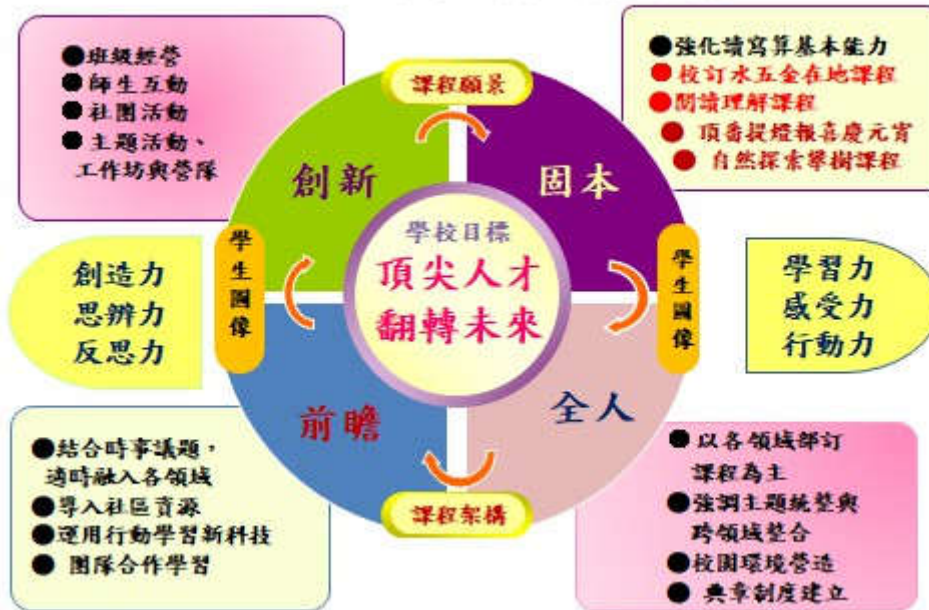 ●班級經營
●師生互動
●社團活動
●主題活動、
工作坊與營隊
課程願景
●強化讀寫算基本能力
●校訂水五金在地課程
●閱讀理解課程
●頂番提燈報喜慶元宵
●自然探索攀樹課程
創新
固本
學校目標
頂尖人才
翻轉未來
學生圖像
學生圖像
創造力
思辨力
反思力
學習力
感受力
行動力
前瞻
全人
課程架構
●結合時事議題，
適時融入各領域
●導入社區資源
●運用行動學習新科技
●團隊合作學習
●以各領域部訂
課程為主
●強調主題統整與
跨領域整合
●校園環境營造
●典章制度建立